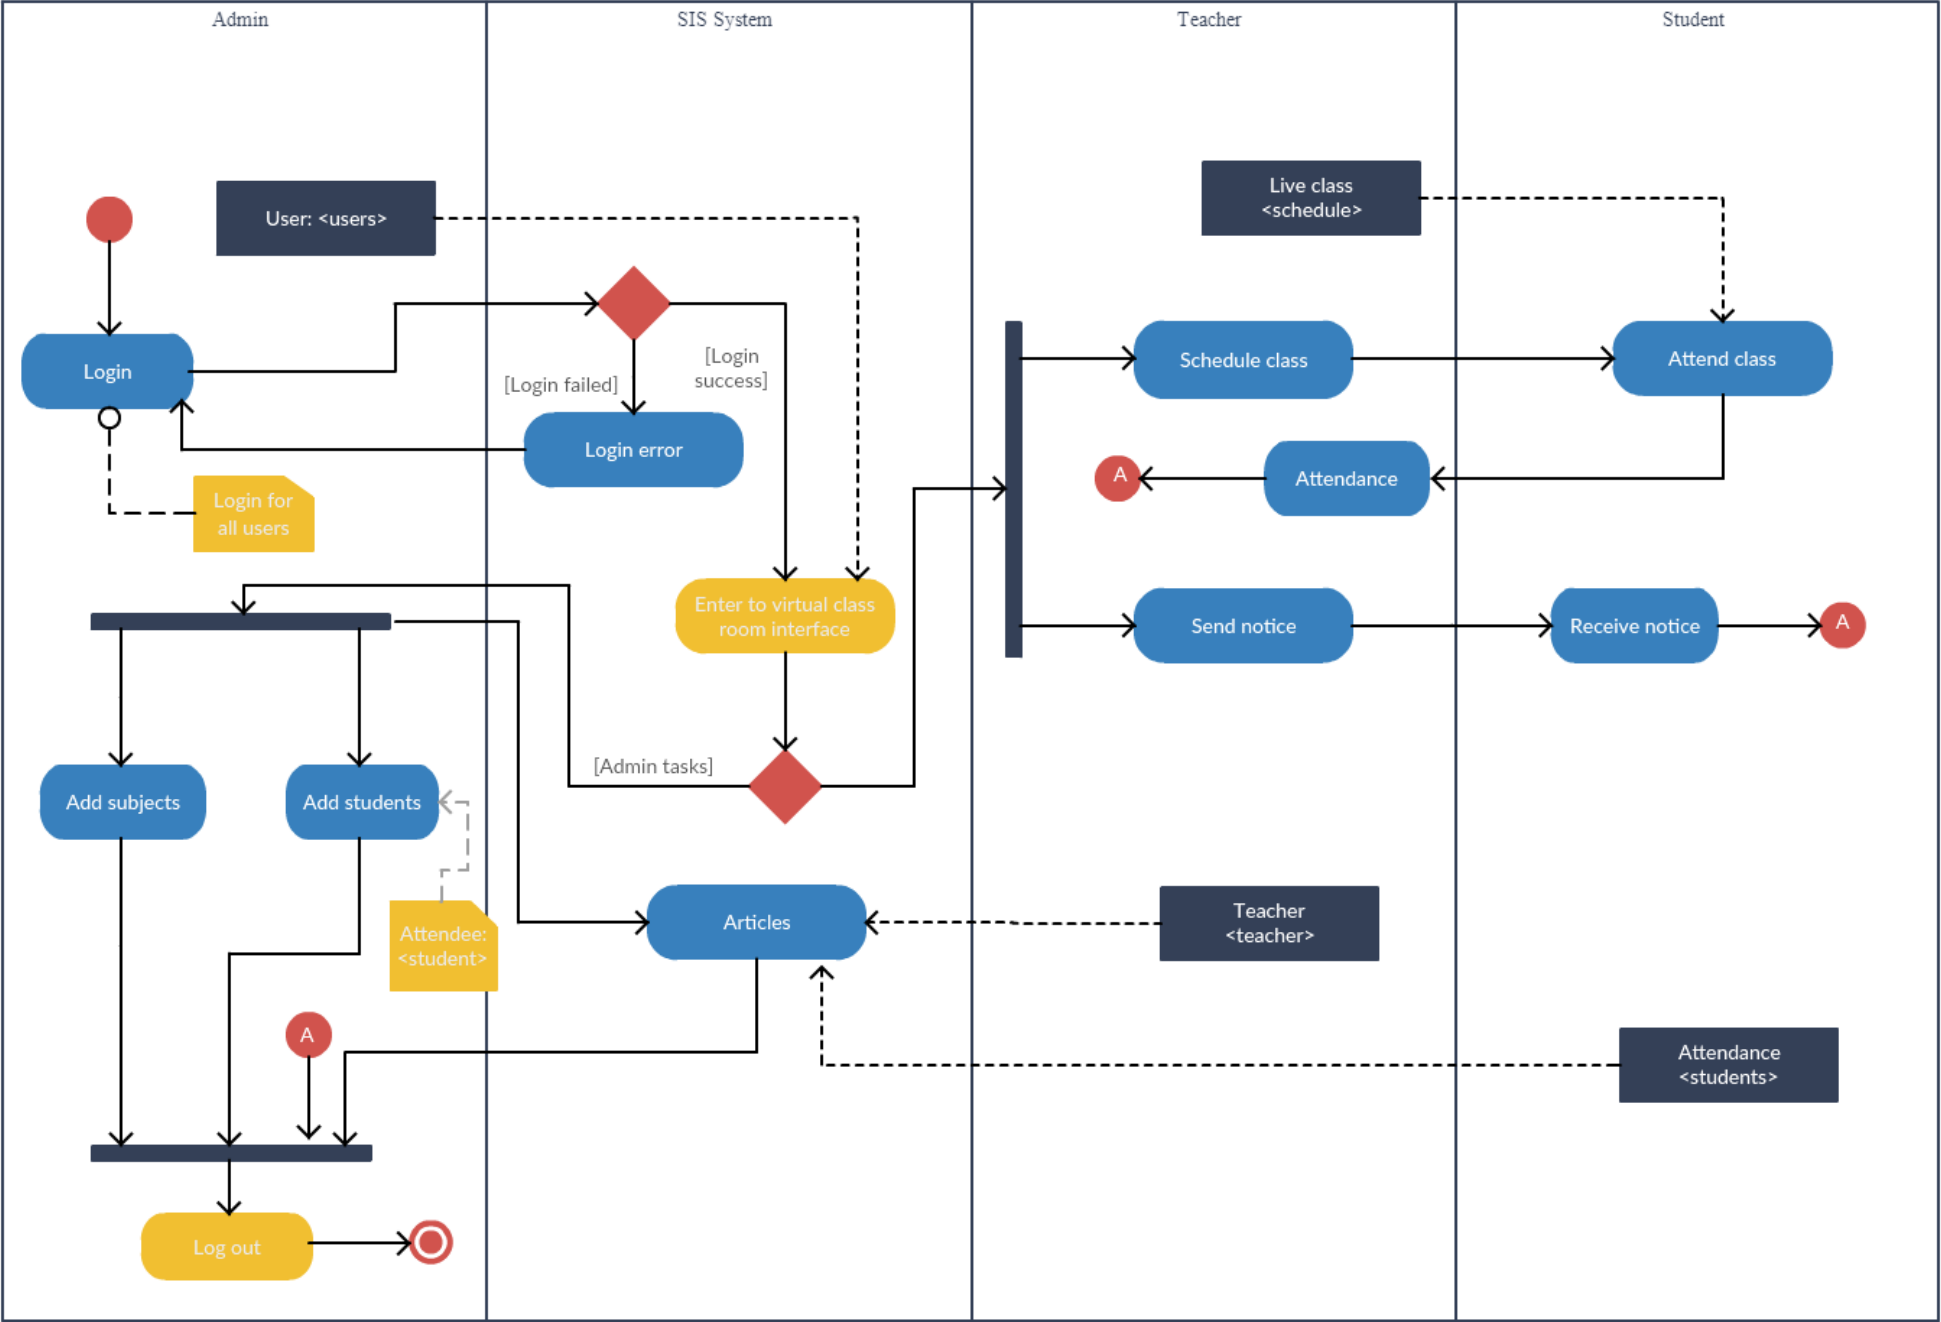 Admin
SIS System
Teacher
Student
User: <users>
Live class
<schedule>
Login
[Login failed]
[Login
success]
Login error
Login for
all users
Schedule class
Attend class
A
Attendance
Enter to virtual class
room interface
Send notice
Receive notice
A
[Admin tasks]
Add subjects
Add students
Attendee:
<student>
Articles
Teacher
<teacher>
A
Attendance
<students>
Log out